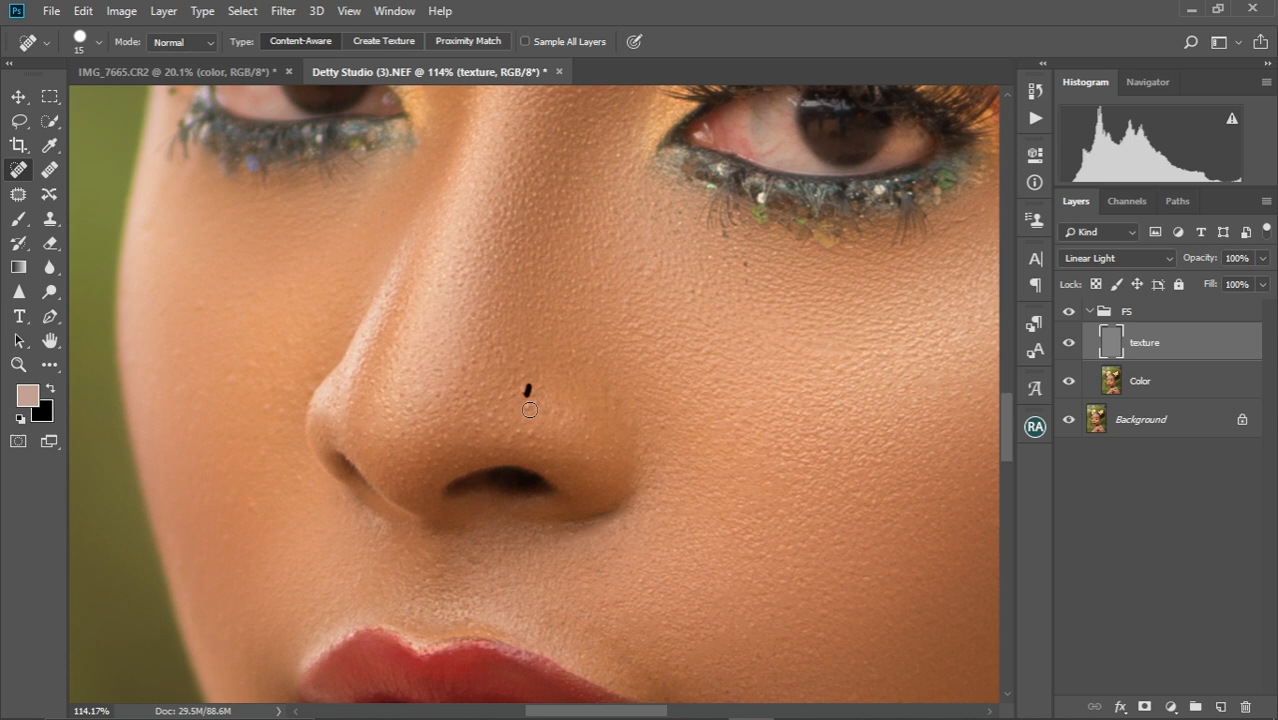 Ps File Edit Image Layer Type Select Filter 3D View Window Help
15 Mode: Normal Type: Content-Aware Create Texture Proximity Match Sample All Layers
IMG_7665.CR2 @ 20.1% (color, RGB/8*) * Detty Studio (3).NEF @ 114% (texture, RGB/8*) *
Histogram Navigator
Layers Channels Paths
Kind
Linear Light Opacity: 100%
Lock: Fill: 100%
FS
texture
Color
Background
RA
114.17% Doc: 29.5M/88.6M